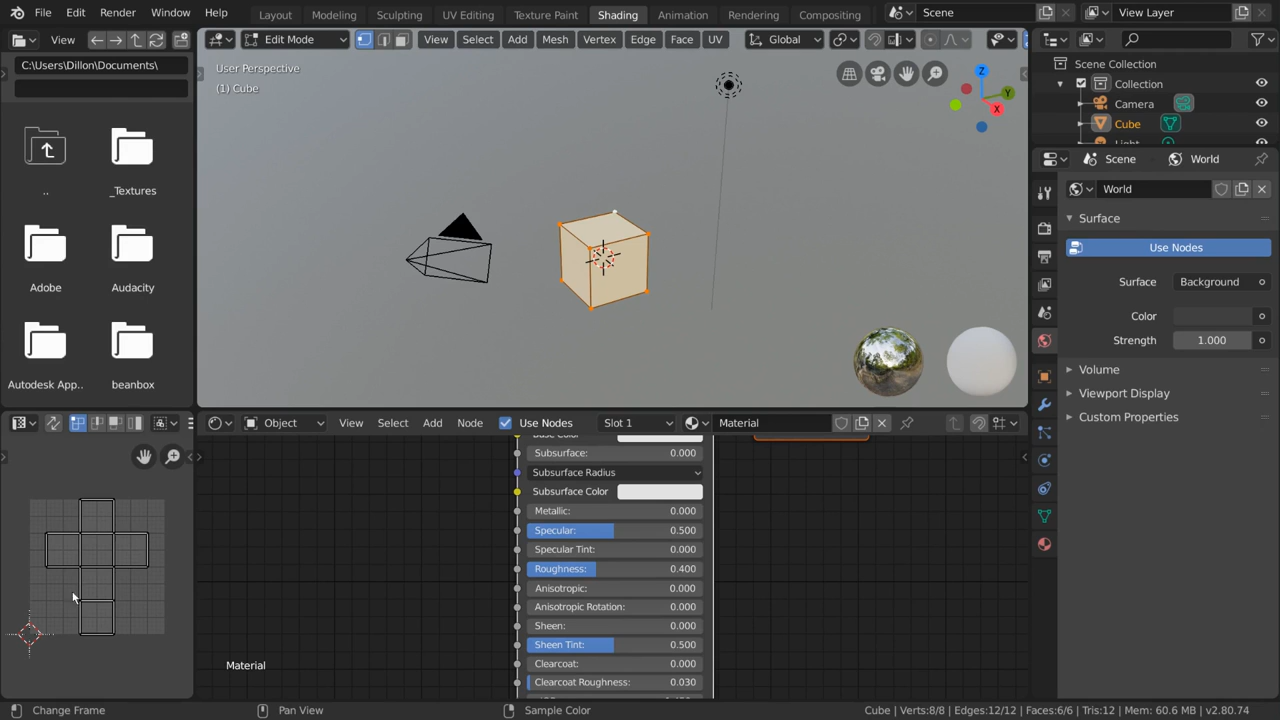 File Edit Render Window Help Layout Modeling Sculpting UV Editing Texture Paint Shading Animation Rendering Compositing Scene View Layer
View
Edit Mode View Select Add Mesh Vertex Edge Face UV Global
C:\Users\Dillon\Documents\
User Perspective
(1) Cube
Z
Y
X
..
_Textures
Adobe
Audacity
Autodesk App..
beanbox
Scene Collection
Collection
Camera
Cube
Light
Scene World
World
Surface
Use Nodes
Surface Background
Color
Strength 1.000
Volume
Viewport Display
Custom Properties
Object View Select Add Node Use Nodes Slot 1 Material
Base Color
Subsurface: 0.000
Subsurface Radius
Subsurface Color
Metallic: 0.000
Specular: 0.500
Specular Tint: 0.000
Roughness: 0.400
Anisotropic: 0.000
Anisotropic Rotation: 0.000
Sheen: 0.000
Sheen Tint: 0.500
Clearcoat: 0.000
Clearcoat Roughness: 0.030
Material
Change Frame Pan View Sample Color Cube | Verts:8/8 | Edges:12/12 | Faces:6/6 | Tris:12 | Mem: 60.6 MB | v2.80.74